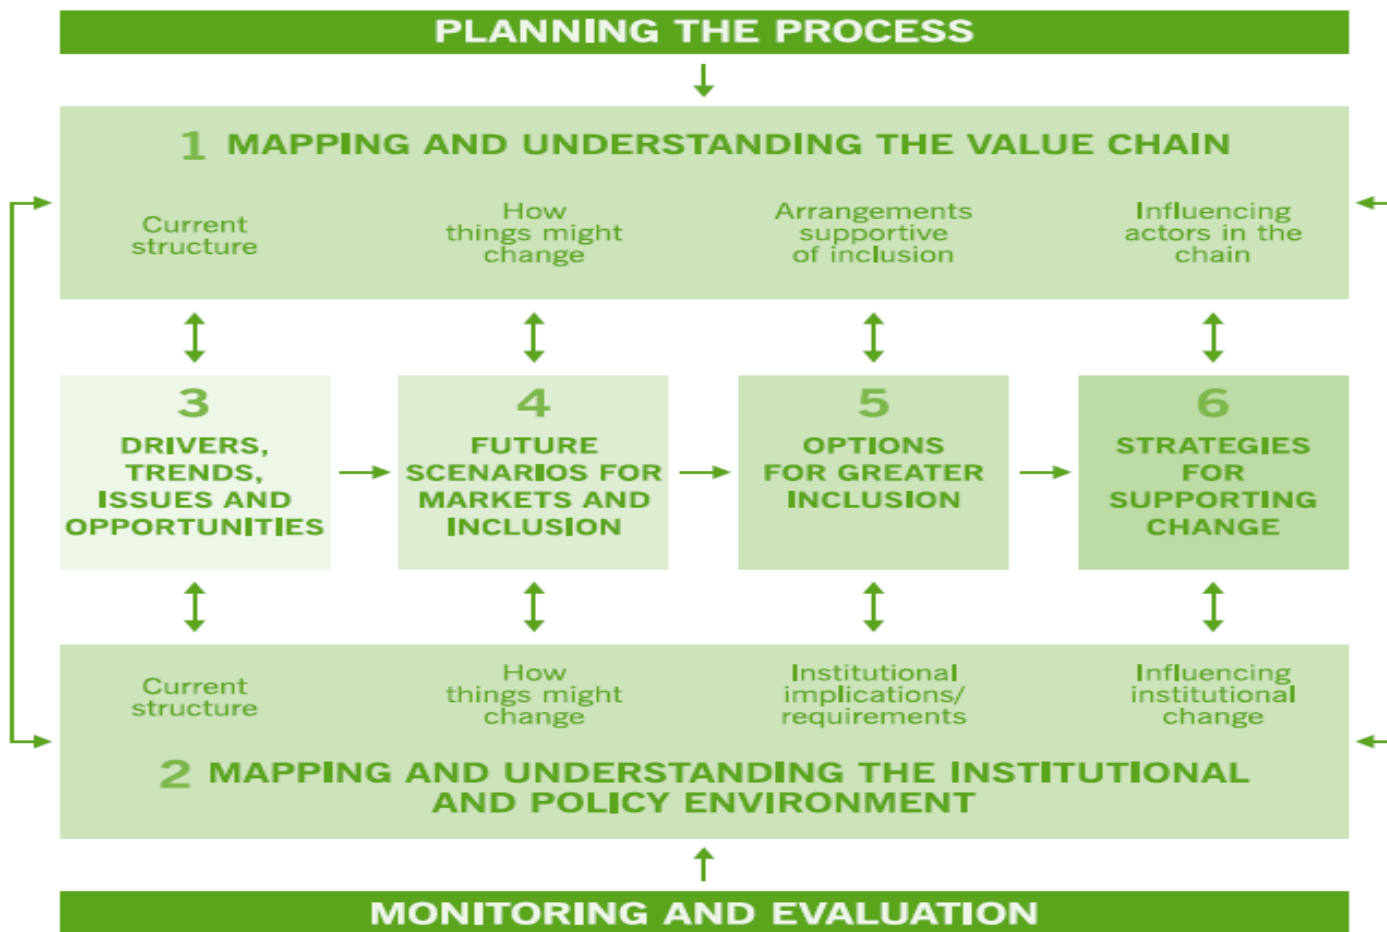 PLANNING THE PROCESS
1 MAPPING AND UNDERSTANDING THE VALUE CHAIN
Current
structure
How
things might
change
Arrangements
supportive
of inclusion
Influencing
actors in the
chain
3
DRIVERS,
TRENDS,
ISSUES AND
OPPORTUNITIES
4
FUTURE
SCENARIOS FOR
MARKETS AND
INCLUSION
5
OPTIONS
FOR GREATER
INCLUSION
6
STRATEGIES
FOR
SUPPORTING
CHANGE
Current
structure
How
things might
change
Institutional
implications/
requirements
Influencing
institutional
change
2 MAPPING AND UNDERSTANDING THE INSTITUTIONAL
AND POLICY ENVIRONMENT
MONITORING AND EVALUATION